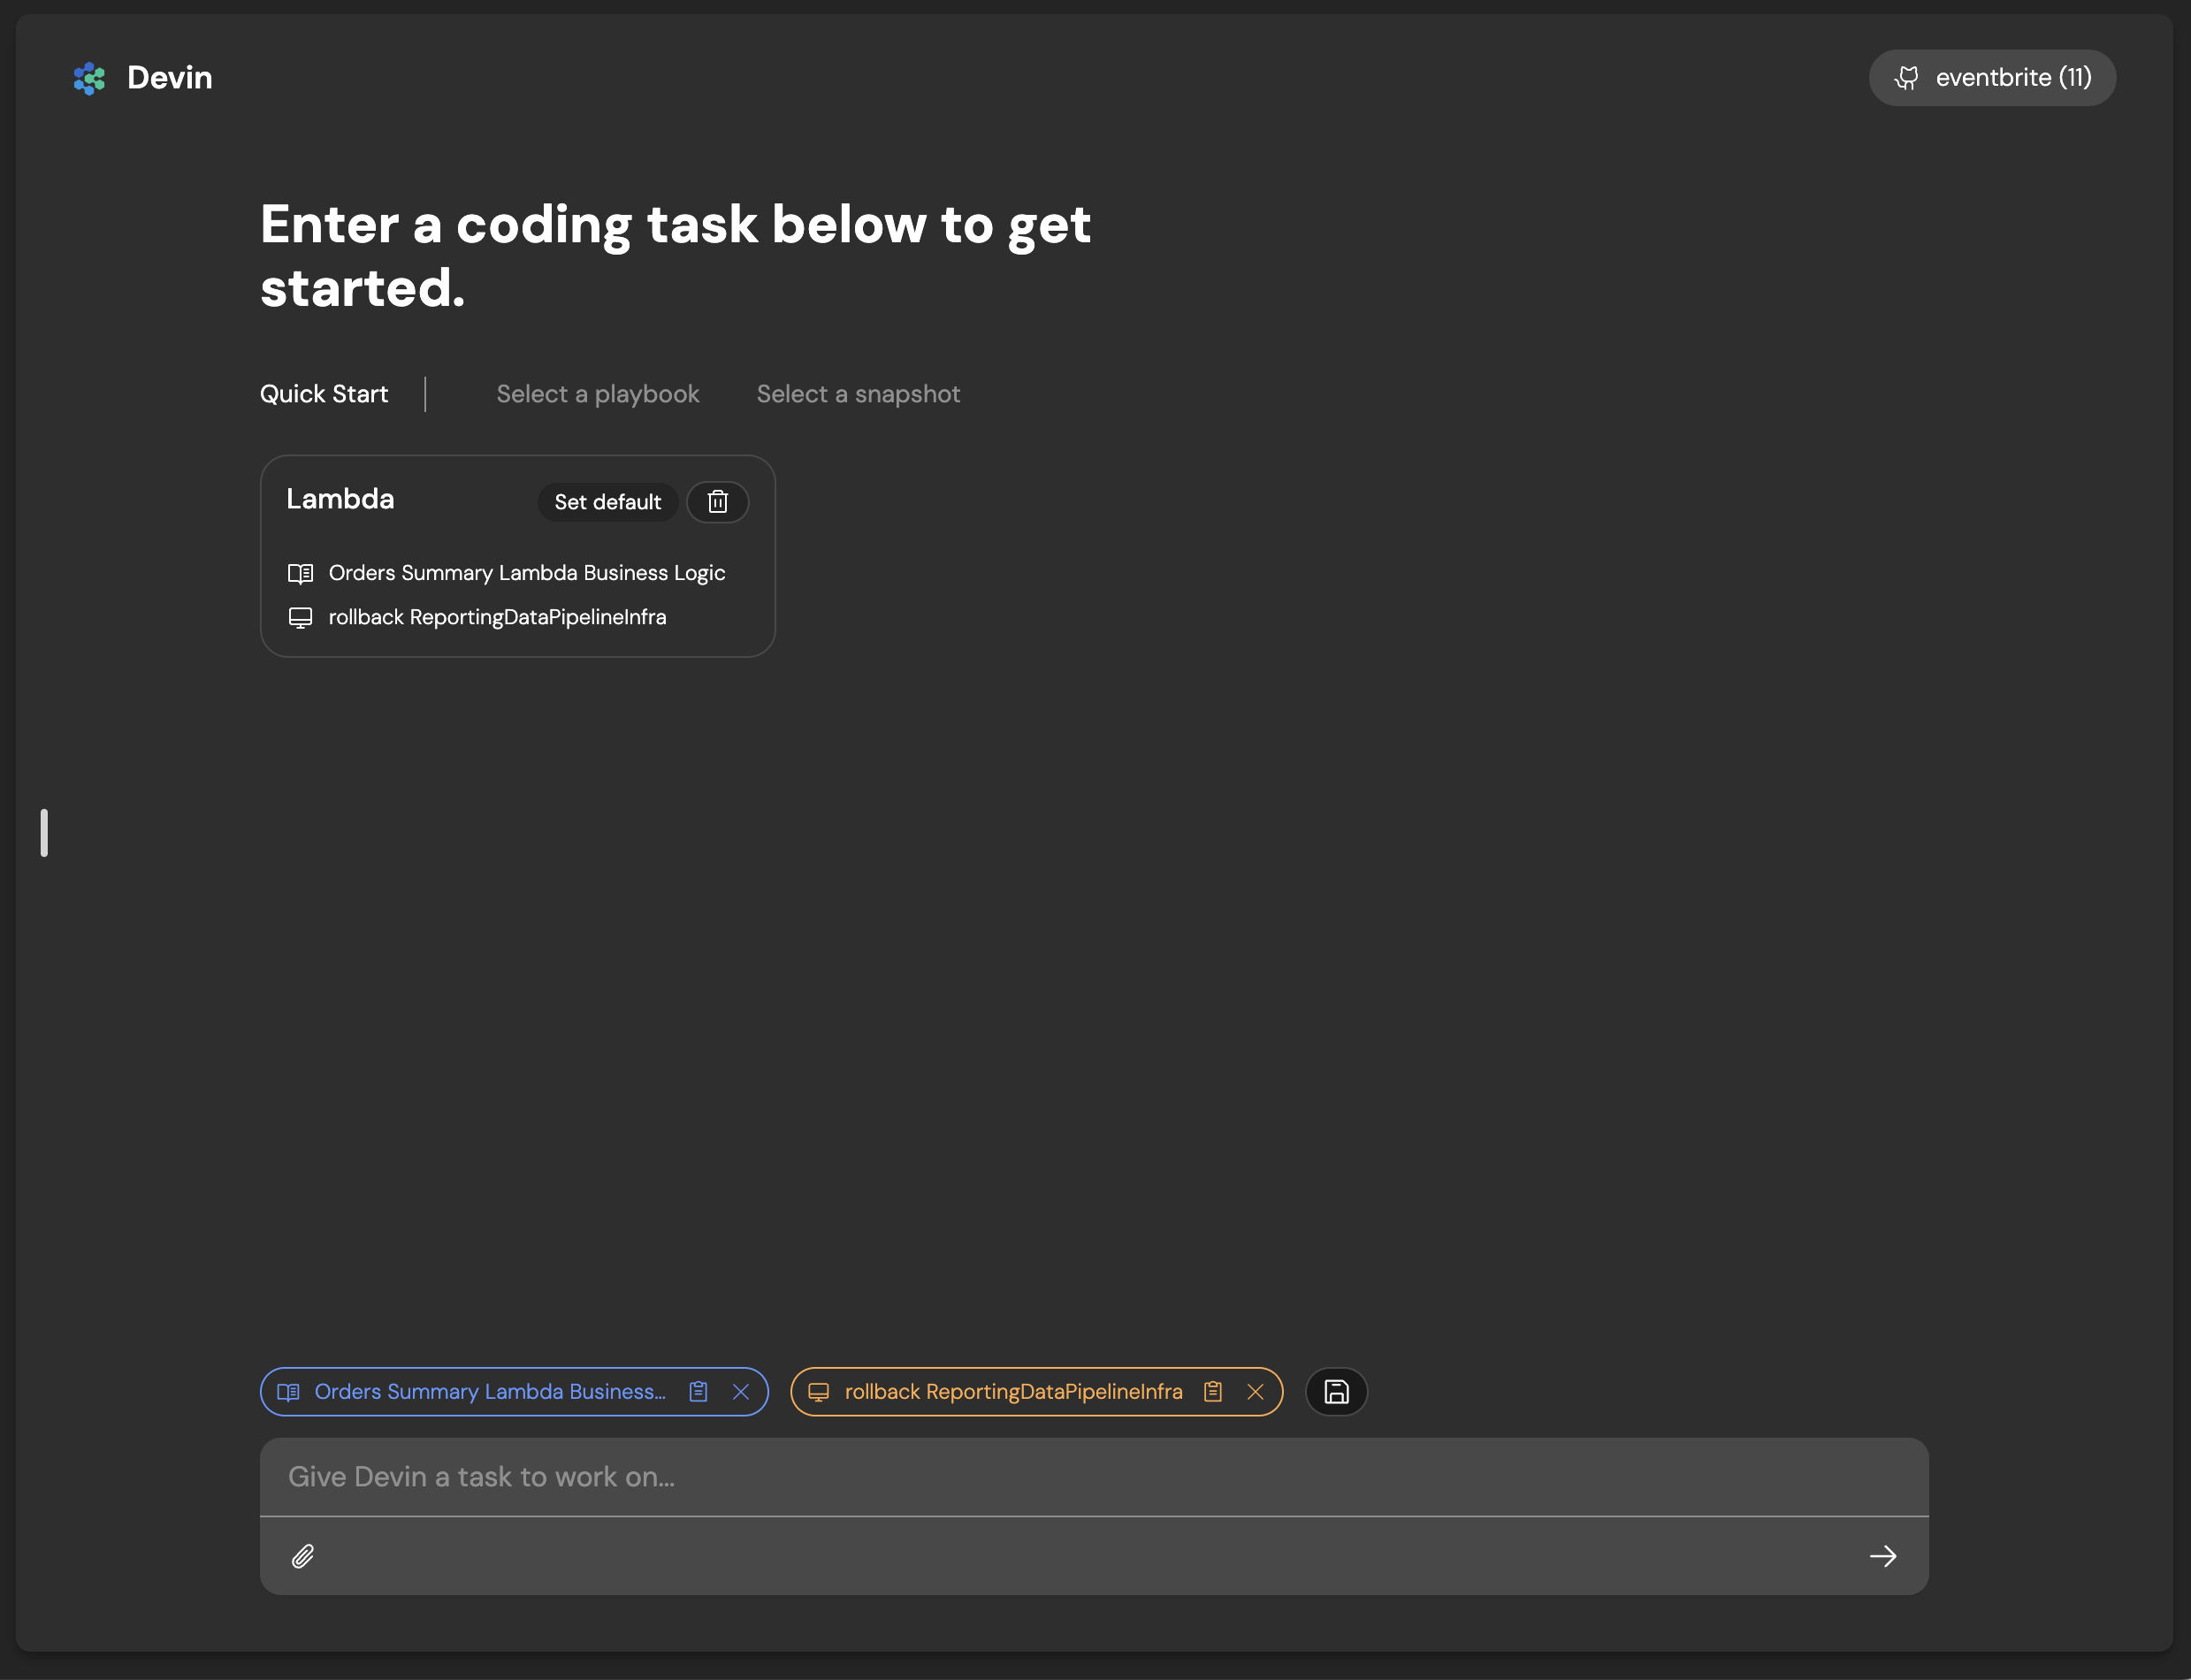 Devin
eventbrite (11)
Enter a coding task below to get
started.
Quick Start
Select a playbook
Select a snapshot
Lambda
Set default
Orders Summary Lambda Business Logic
rollback ReportingDataPipelineInfra
Orders Summary Lambda Business...
rollback ReportingDataPipelineInfra
Give Devin a task to work on...